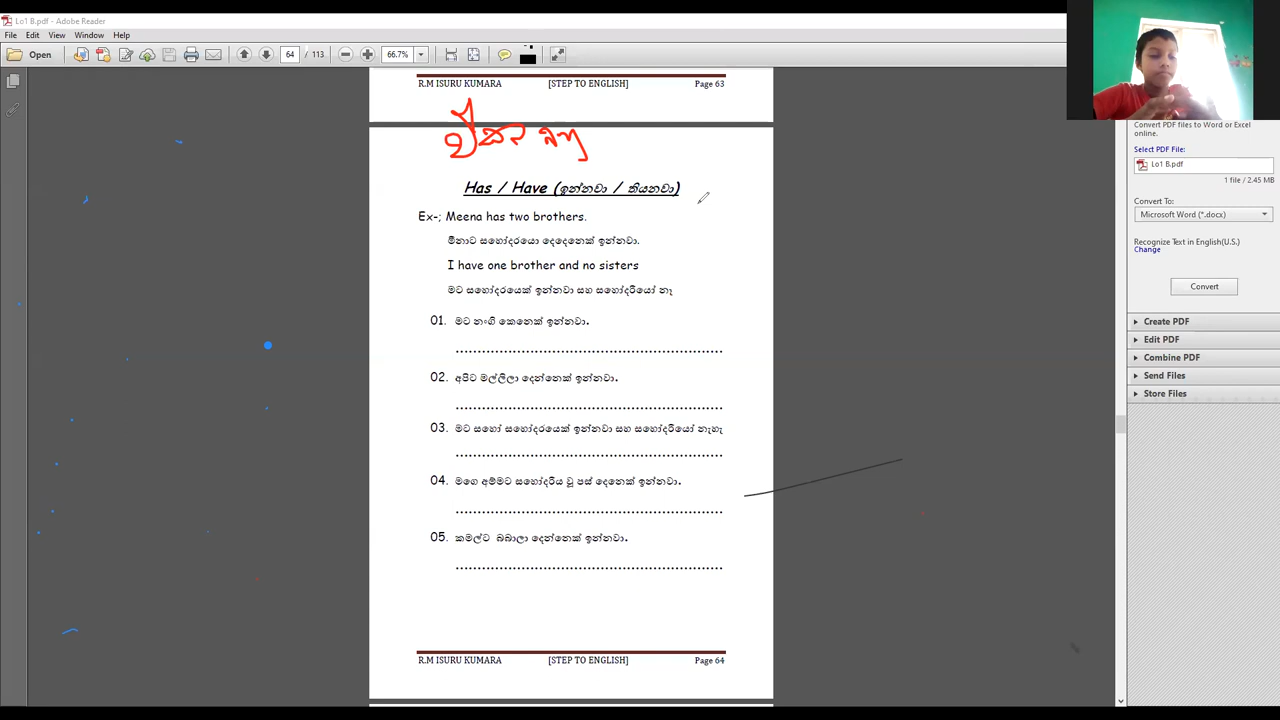 Lo1 B.pdf - Adobe Reader
File Edit View Window Help
Open 64 / 113 66.7%
R.M ISURU KUMARA [STEP TO ENGLISH] Page 63
බහු
Has / Have (ඉන්නවා / තියනවා)
Ex-; Meena has two brothers.
මීනාට සහෝදරයො දෙදෙනෙක් ඉන්නවා.
I have one brother and no sisters
මට සහෝදරයෙක් ඉන්නවා සහ සහෝදරියෝ නෑ
01. මට නංගි කෙනෙක් ඉන්නවා.
.............................................................
02. අපිට මල්ලිලා දෙන්නෙක් ඉන්නවා.
.............................................................
03. මට සහෝ සහෝදරයෙක් ඉන්නවා සහ සහෝදරියෝ නැහැ
.............................................................
04. මගෙ අම්මට සහෝදරිය වූ පස් දෙනෙක් ඉන්නවා.
.............................................................
05. කමල්ට බබාලා දෙන්නෙක් ඉන්නවා.
.............................................................
R.M ISURU KUMARA [STEP TO ENGLISH] Page 64
Convert PDF files to Word or Excel
online.
Select PDF File:
Lo1 B.pdf
1 file / 2.45 MB
Convert To:
Microsoft Word (*.docx)
Recognize Text in English(U.S.)
Change
Convert
Create PDF
Edit PDF
Combine PDF
Send Files
Store Files